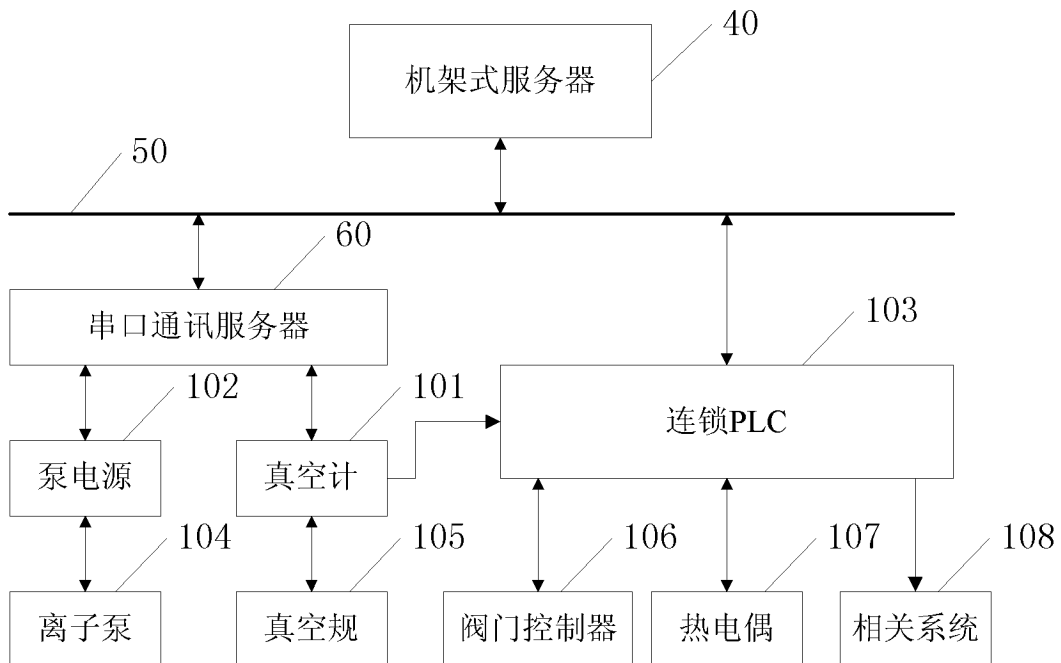 40
机架式服务器
50
60
串口通讯服务器
103
102
101
连锁PLC
泵电源
真空计
104
105
106
107
108
离子泵
真空规
阀门控制器
热电偶
相关系统